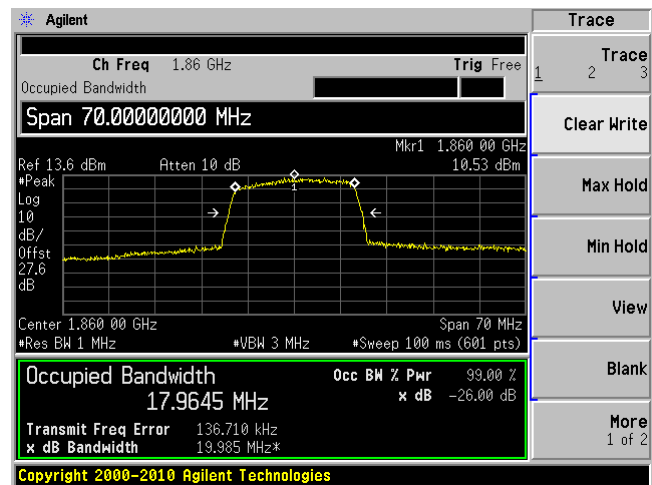 Agilent
Trace
Ch Freq 1.86 GHz Trig Free
Occupied Bandwidth
Span 70.00000000 MHz
Mkr1 1.860 00 GHz
Ref 13.6 dBm Atten 10 dB 10.53 dBm
#Peak
Log
10
dB/
Offst
27.6
dB
1
Center 1.860 00 GHz Span 70 MHz
#Res BW 1 MHz #VBW 3 MHz #Sweep 100 ms (601 pts)
Occupied Bandwidth
17.9645 MHz
Occ BW % Pwr 99.00 %
x dB -26.00 dB
Transmit Freq Error 136.710 kHz
x dB Bandwidth 19.985 MHz*
Copyright 2000-2010 Agilent Technologies
Trace
1 2 3
Clear Write
Max Hold
Min Hold
View
Blank
More
1 of 2